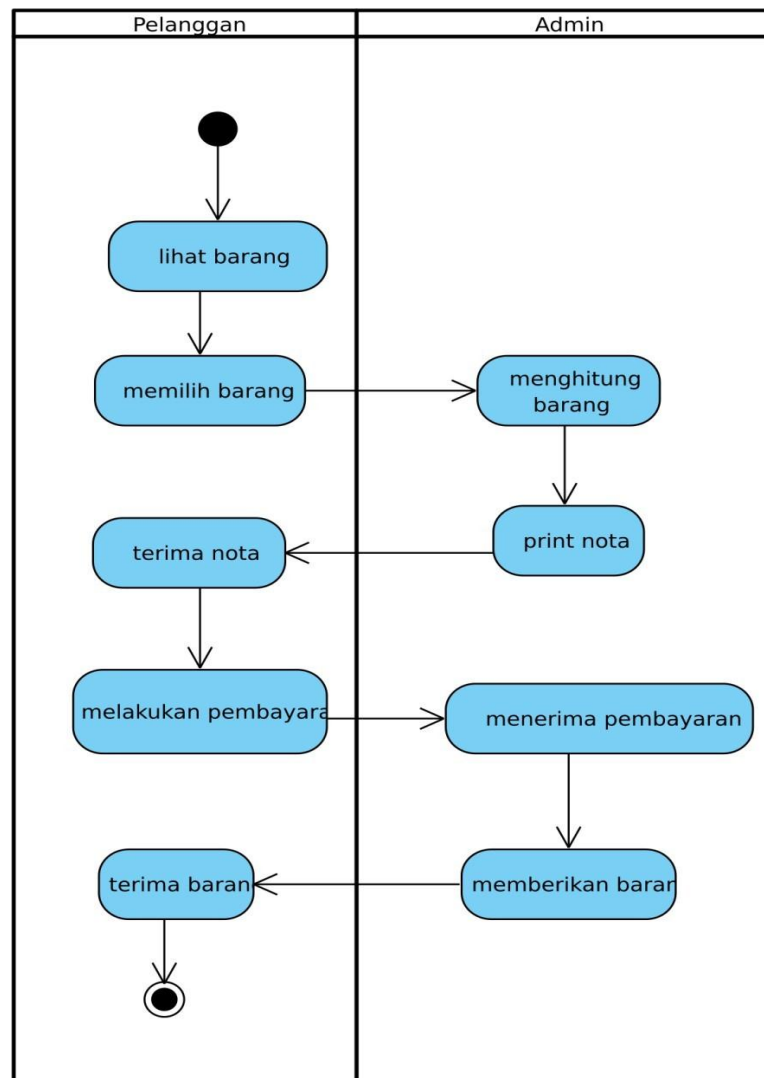 Pelanggan
Admin
lihat barang
memilih barang
menghitung
barang
print nota
terima nota
melakukan pembayara
menerima pembayaran
memberikan baran
terima baran